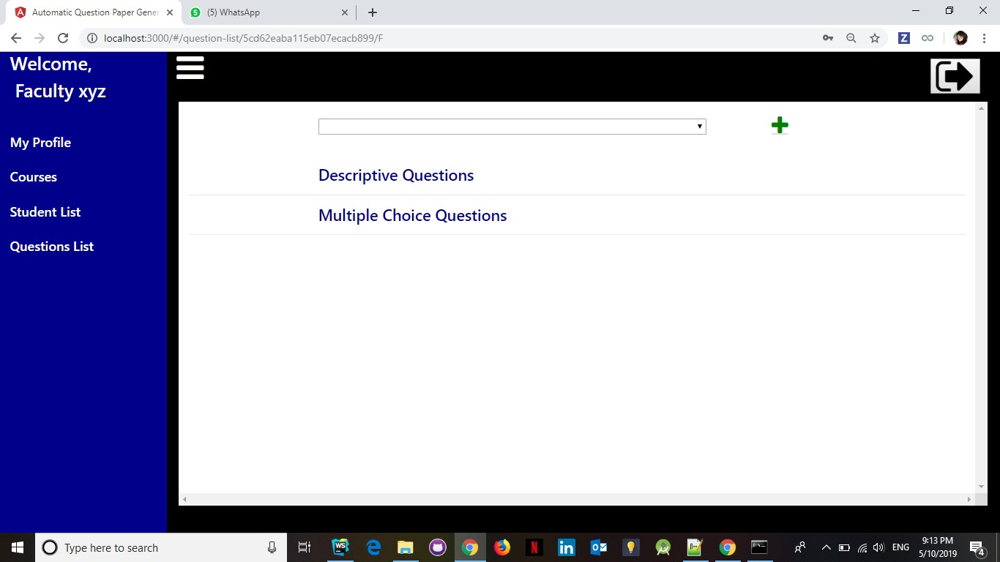 Automatic Question Paper Gener
(5) WhatsApp
localhost:3000/#/question-list/5cd62eaba115eb07ecacb899/F
Z
Welcome,
Faculty xyz
My Profile
Courses
Student List
Questions List
Descriptive Questions
Multiple Choice Questions
Type here to search
WS
N
in
ENG
9:13 PM
5/10/2019
4